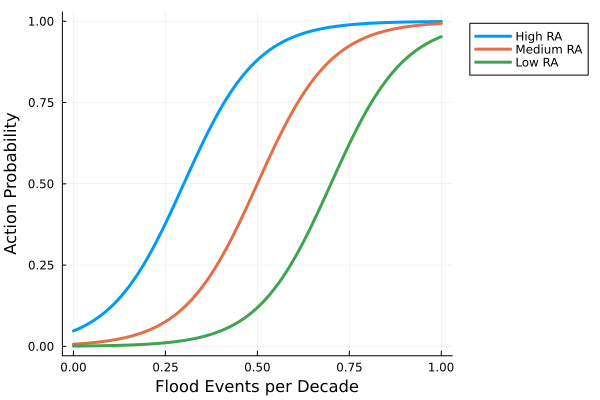 1.00
0.75
0.50
0.25
0.00
Action Probability
0.00 0.25 0.50 0.75 1.00
Flood Events per Decade
High RA
Medium RA
Low RA